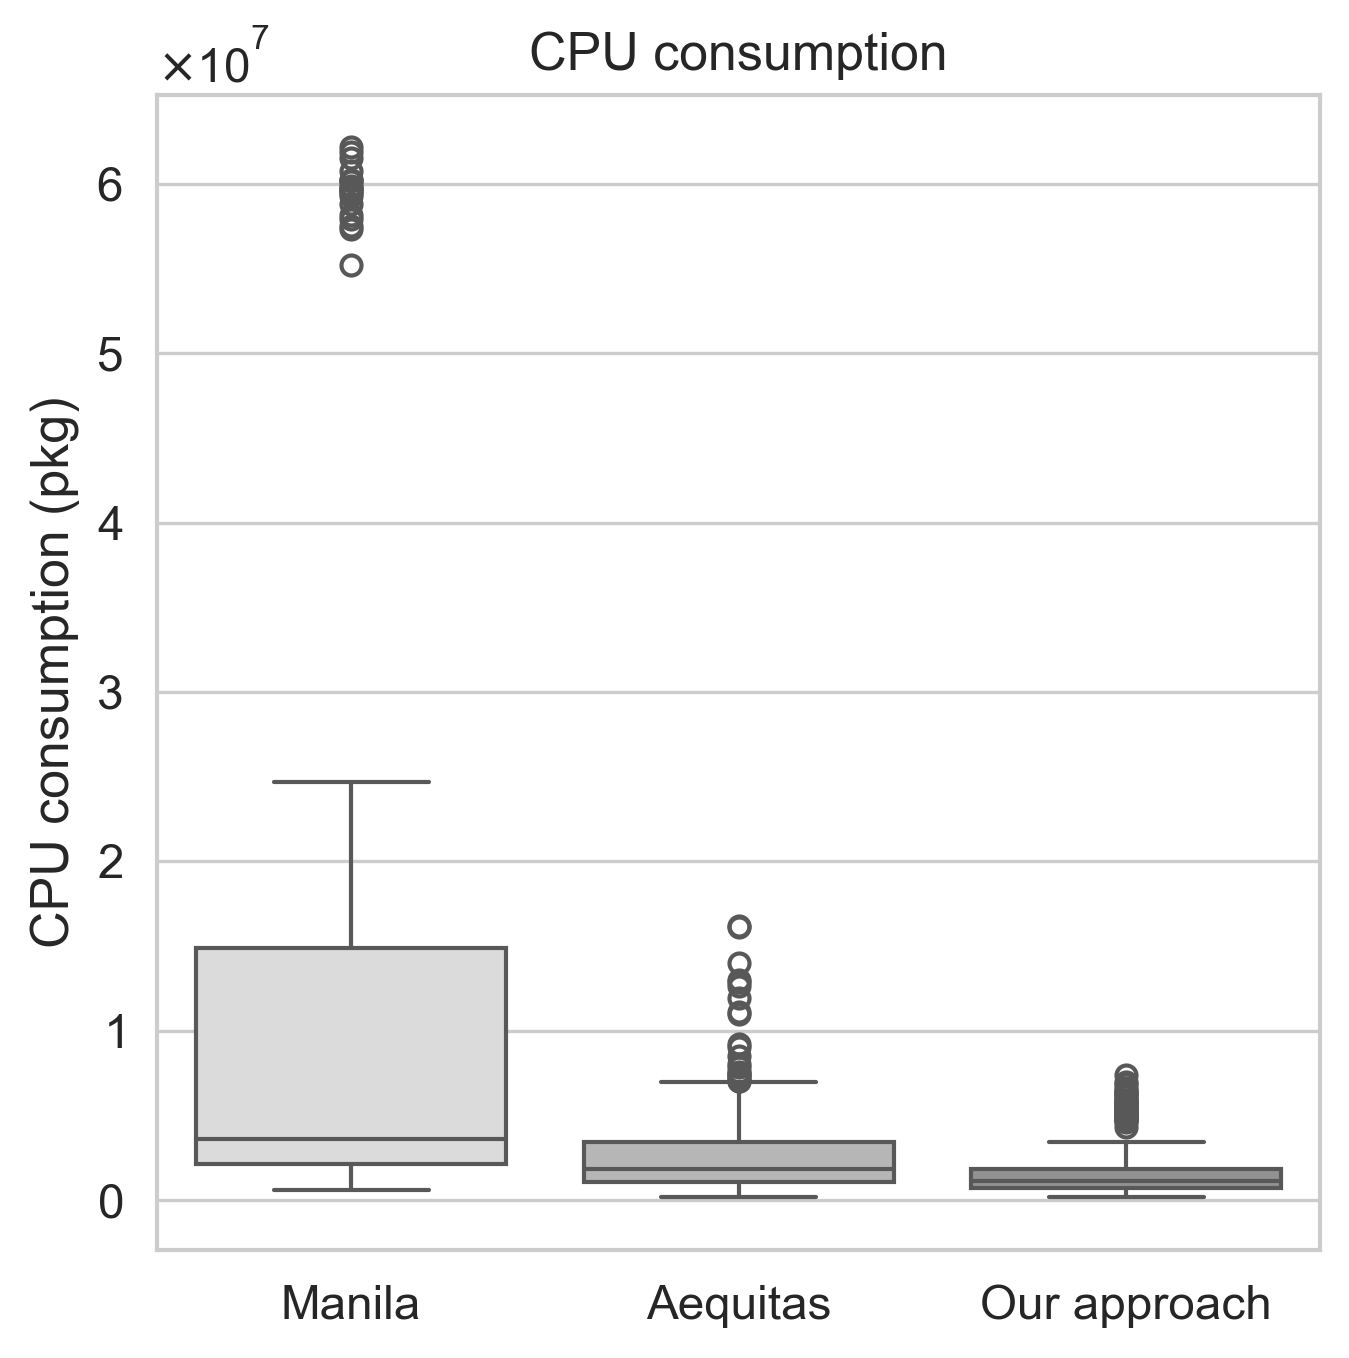 ×10⁷
CPU consumption
CPU consumption (pkg)
6
5
4
3
2
1
0
Manila
Aequitas
Our approach